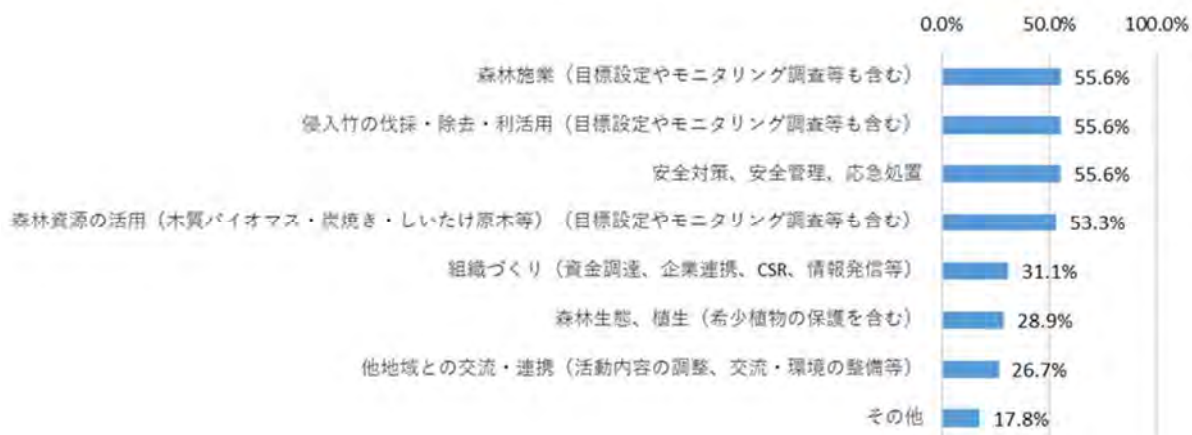 0.0% 50.0% 100.0%
森林施業（目標設定やモニタリング調査等も含む） 55.6%
侵入竹の伐採・除去・利活用（目標設定やモニタリング調査等も含む） 55.6%
安全対策、安全管理、応急処置 55.6%
森林資源の活用（木質バイオマス・炭焼き・しいたけ原木等）（目標設定やモニタリング調査等も含む） 53.3%
組織づくり（資金調達、企業連携、CSR、情報発信等） 31.1%
森林生態、植生（希少植物の保護を含む） 28.9%
他地域との交流・連携（活動内容の調整、交流・環境の整備等） 26.7%
その他 17.8%